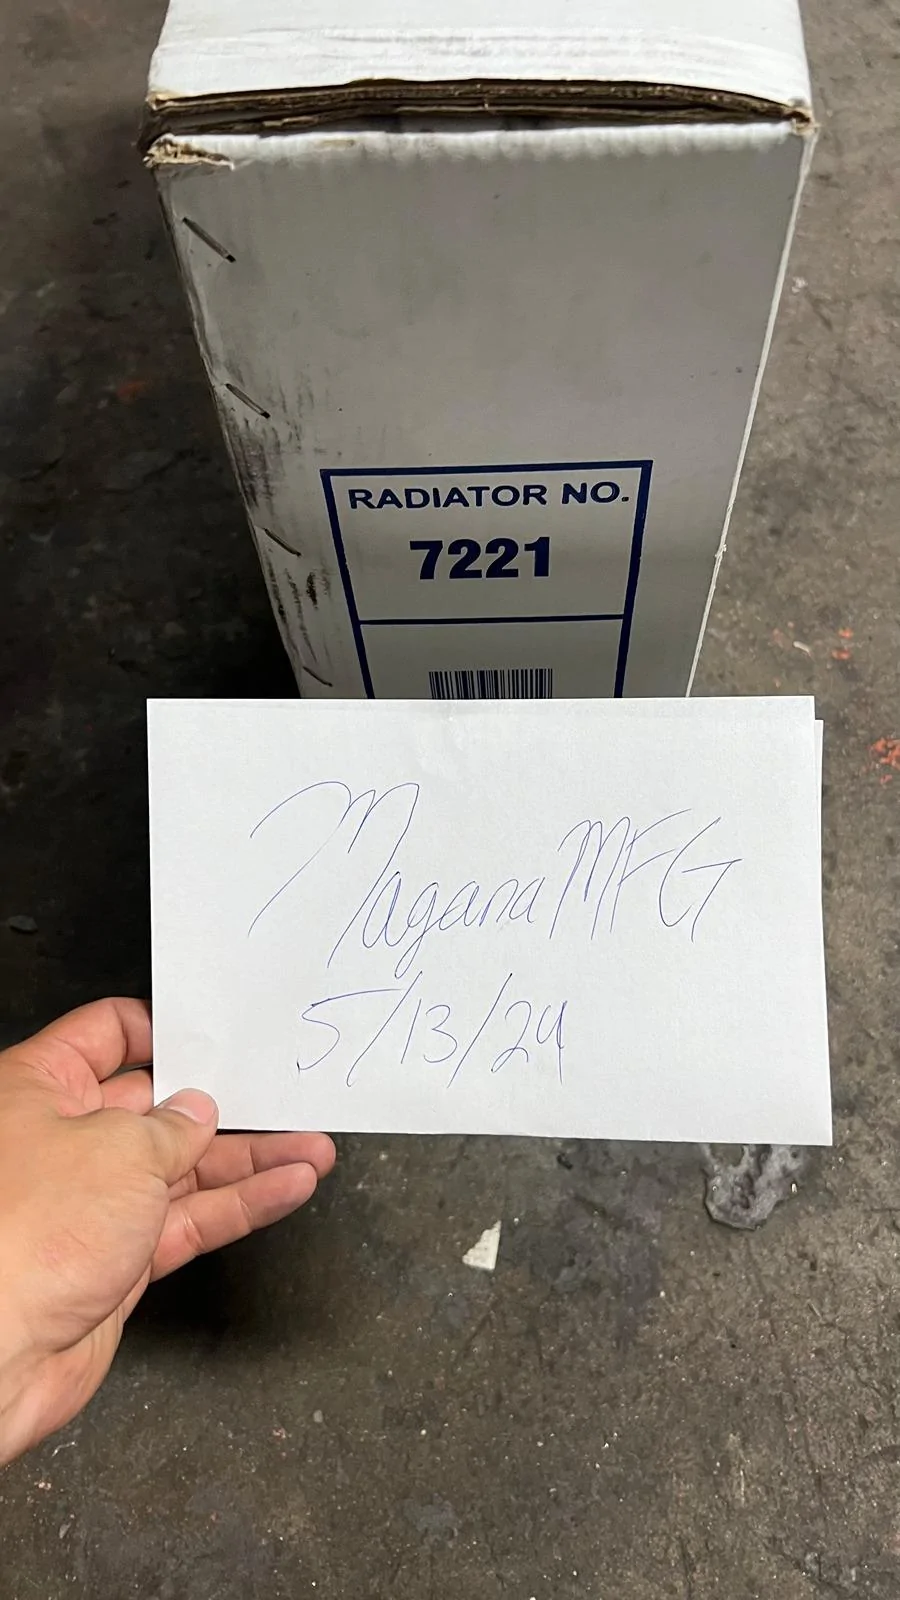 RADIATOR NO.
7221
Magana MFG
5/13/24